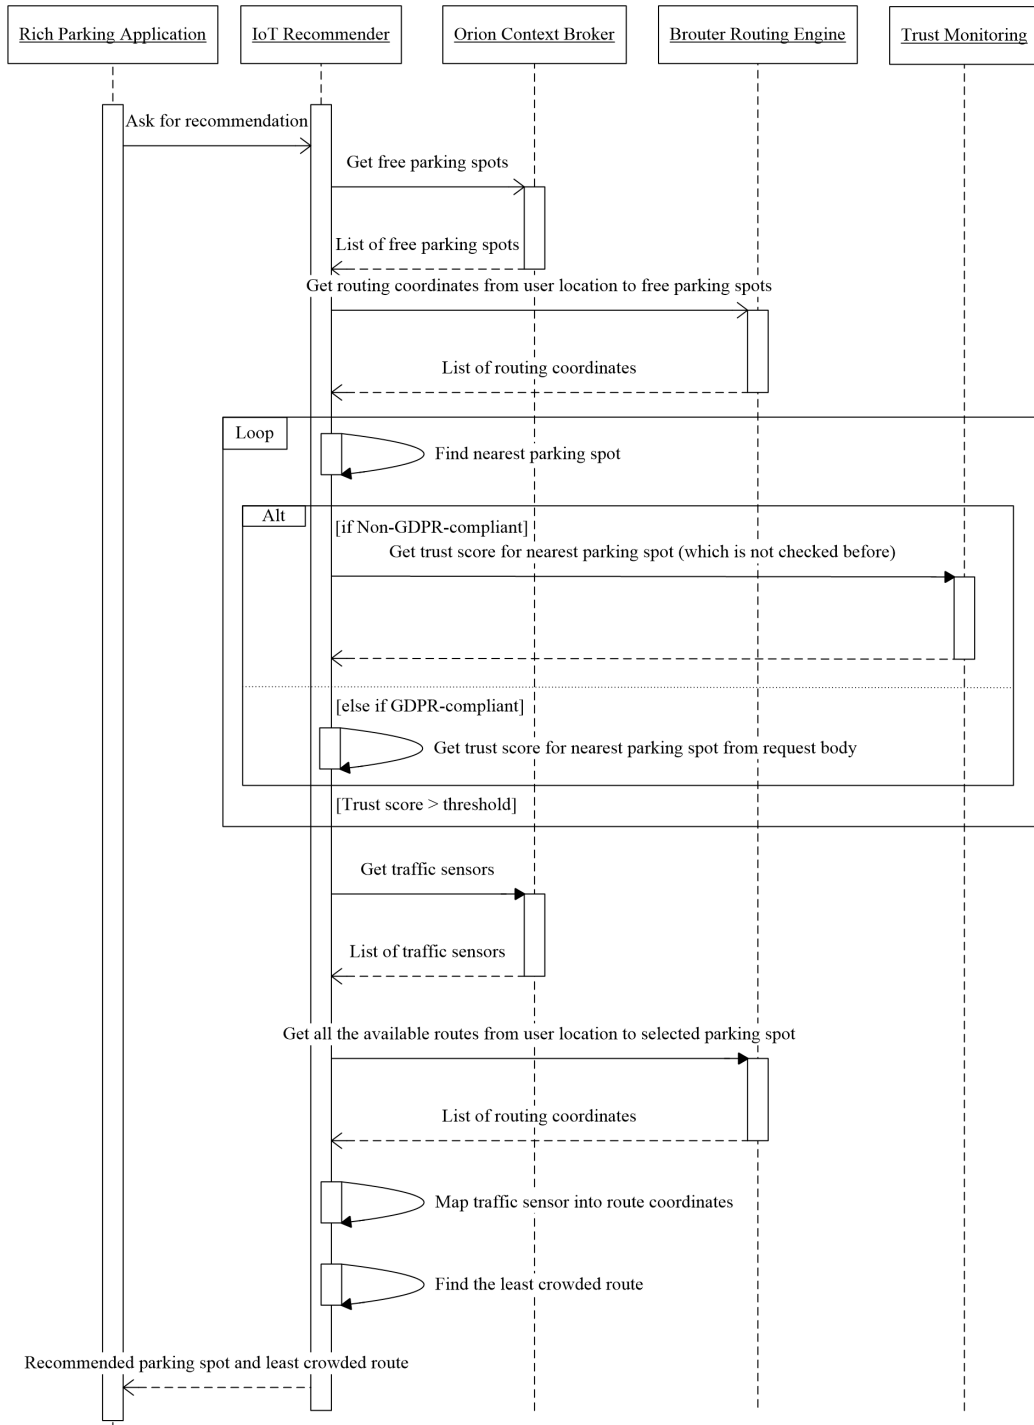 Rich Parking Application
IoT Recommender
Orion Context Broker
Brouter Routing Engine
Trust Monitoring
Ask for recommendation
Get free parking spots
List of free parking spots
Get routing coordinates from user location to free parking spots
List of routing coordinates
Loop
Find nearest parking spot
Alt
[if Non-GDPR-compliant]
Get trust score for nearest parking spot (which is not checked before)
[else if GDPR-compliant]
Get trust score for nearest parking spot from request body
[Trust score > threshold]
Get traffic sensors
List of traffic sensors
Get all the available routes from user location to selected parking spot
List of routing coordinates
Map traffic sensor into route coordinates
Find the least crowded route
Recommended parking spot and least crowded route